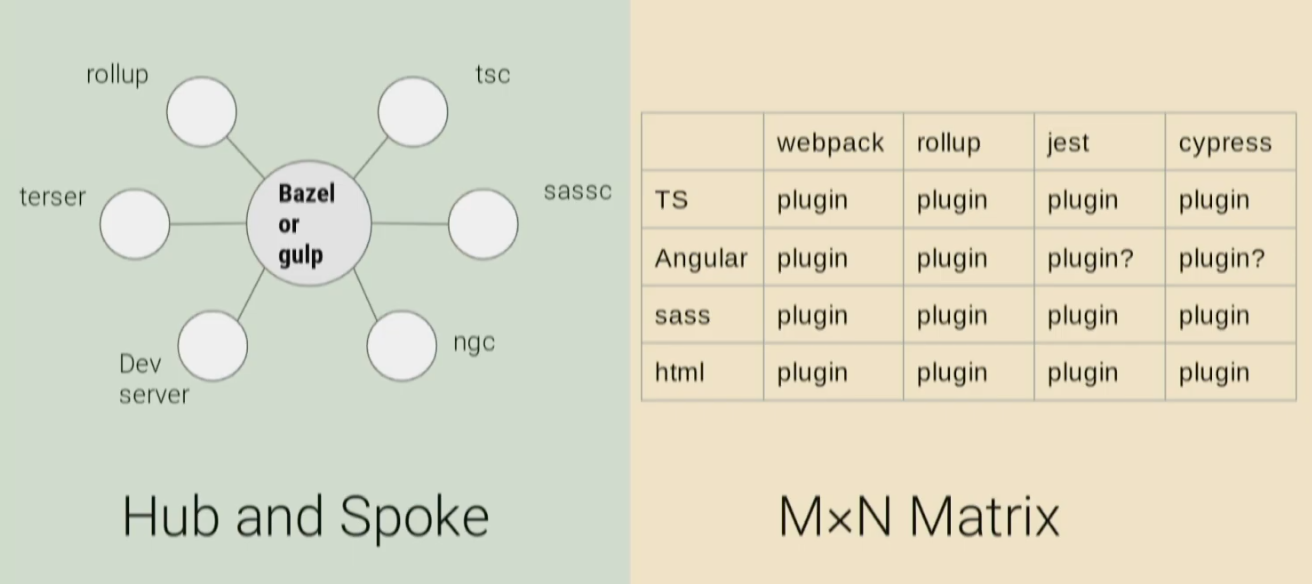 rollup
tsc
terser
Bazel
or
gulp
sassc
Dev
server
ngc
Hub and Spoke
webpack rollup jest cypress
TS plugin plugin plugin plugin
Angular plugin plugin plugin? plugin?
sass plugin plugin plugin plugin
html plugin plugin plugin plugin
M×N Matrix